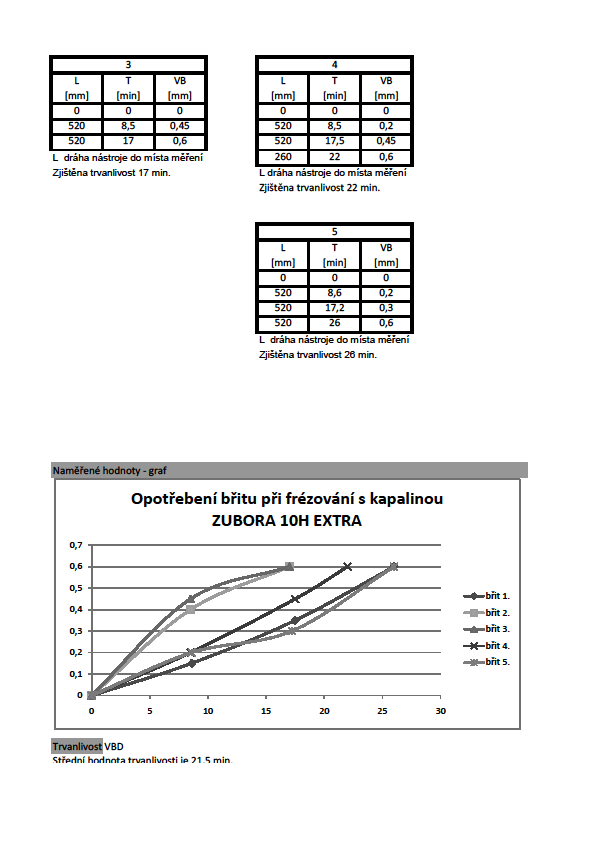 3
L T VB
[mm] [min] [mm]
0 0 0
520 8,5 0,45
520 17 0,6
L dráha nástroje do místa měření
Zjištěna trvanlivost 17 min.
4
L T VB
[mm] [min] [mm]
0 0 0
520 8,5 0,2
520 17,5 0,45
260 22 0,6
L dráha nástroje do místa měření
Zjištěna trvanlivost 22 min.
5
L T VB
[mm] [min] [mm]
0 0 0
520 8,6 0,2
520 17,2 0,3
520 26 0,6
L dráha nástroje do místa měření
Zjištěna trvanlivost 26 min.
Naměřené hodnoty - graf
Opotřebení břitu při frézování s kapalinou
ZUBORA 10H EXTRA
0,7
0,6
0,5
0,4
0,3
0,2
0,1
0
0 5 10 15 20 25 30
břit 1.
břit 2.
břit 3.
břit 4.
břit 5.
Trvanlivost VBD
Střední hodnota trvanlivosti je 21,5 min.